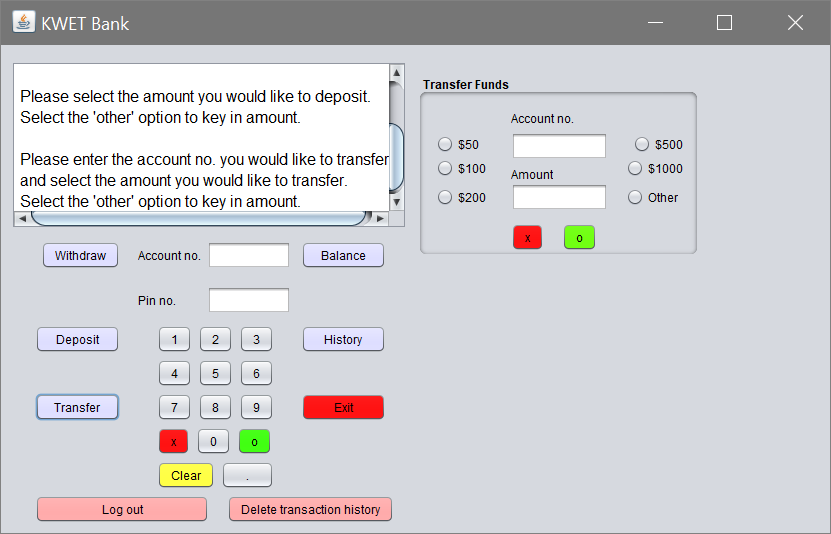 KWET Bank
Please select the amount you would like to deposit.
Select the 'other' option to key in amount.
Please enter the account no. you would like to transfer
and select the amount you would like to transfer.
Select the 'other' option to key in amount.
Transfer Funds
Account no.
$50
$500
$100
$1000
Amount
$200
Other
x o
Withdraw
Account no.
Balance
Pin no.
Deposit
1 2 3
History
4 5 6
Transfer
7 8 9
Exit
x 0 o
Clear .
Log out
Delete transaction history